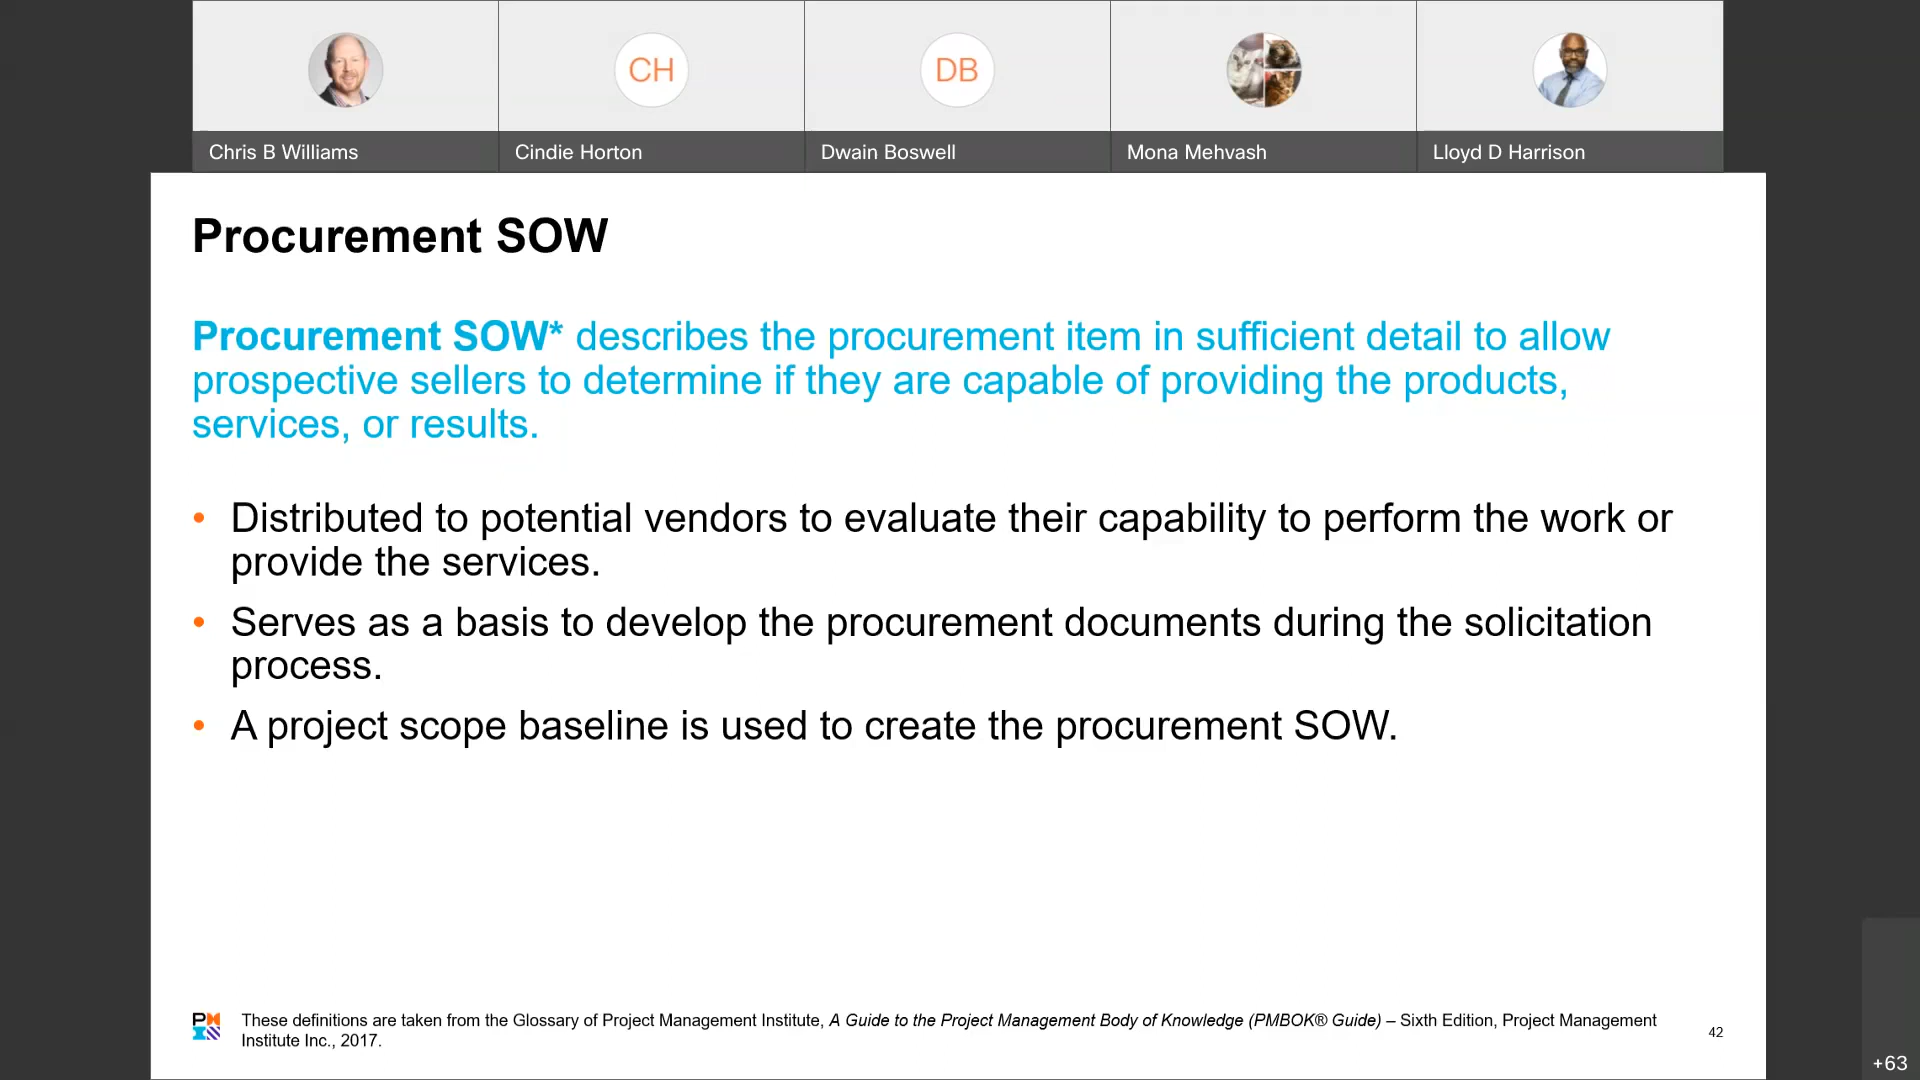 CH
DB
Chris B Williams
Cindie Horton
Dwain Boswell
Mona Mehvash
Lloyd D Harrison
Procurement SOW
Procurement SOW* describes the procurement item in sufficient detail to allow
prospective sellers to determine if they are capable of providing the products,
services, or results.
• Distributed to potential vendors to evaluate their capability to perform the work or
provide the services.
• Serves as a basis to develop the procurement documents during the solicitation
process.
• A project scope baseline is used to create the procurement SOW.
These definitions are taken from the Glossary of Project Management Institute, A Guide to the Project Management Body of Knowledge (PMBOK® Guide) – Sixth Edition, Project Management
Institute Inc., 2017.
42
+63